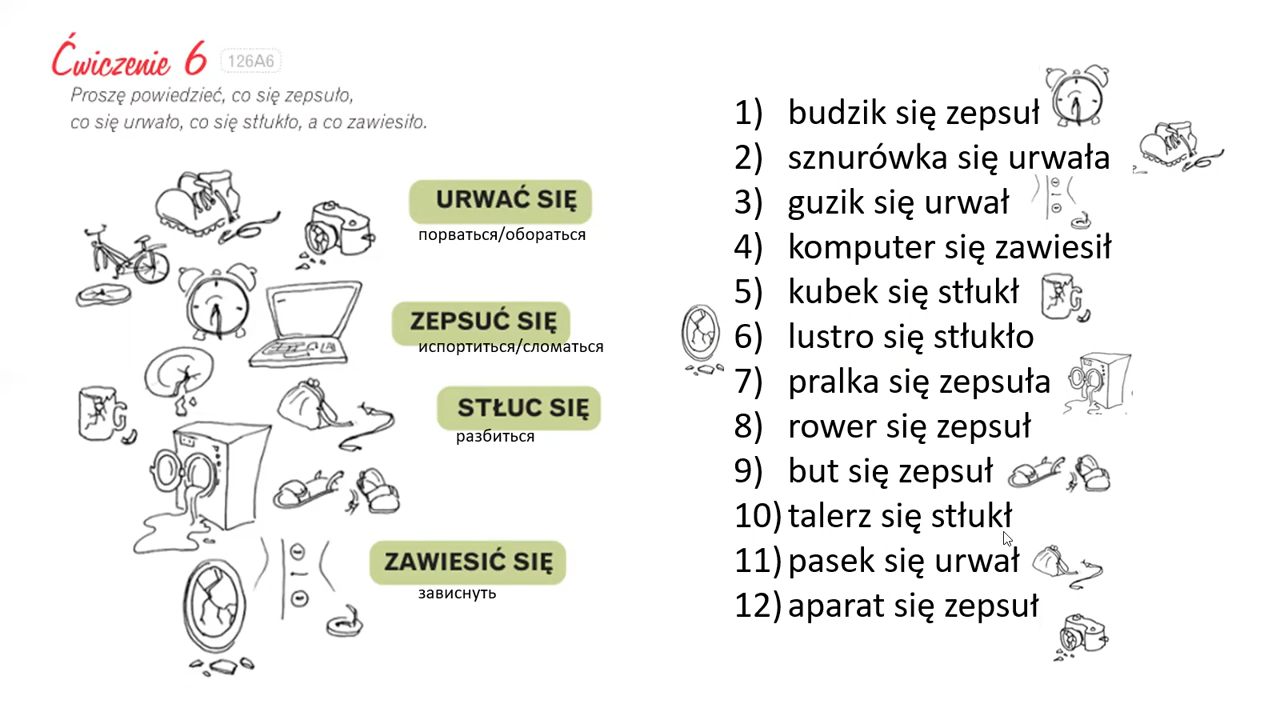 Ćwiczenie 6 126A6
Proszę powiedzieć, co się zepsuło,
co się urwało, co się stłukło, a co zawiesiło.
URWAĆ SIĘ
порваться/обораться
ZEPSUĆ SIĘ
испортиться/сломаться
STŁUC SIĘ
разбиться
ZAWIESIĆ SIĘ
зависнуть
1) budzik się zepsuł
2) sznurówka się urwała
3) guzik się urwał
4) komputer się zawiesił
5) kubek się stłukł
6) lustro się stłukło
7) pralka się zepsuła
8) rower się zepsuł
9) but się zepsuł
10) talerz się stłukł
11) pasek się urwał
12) aparat się zepsuł